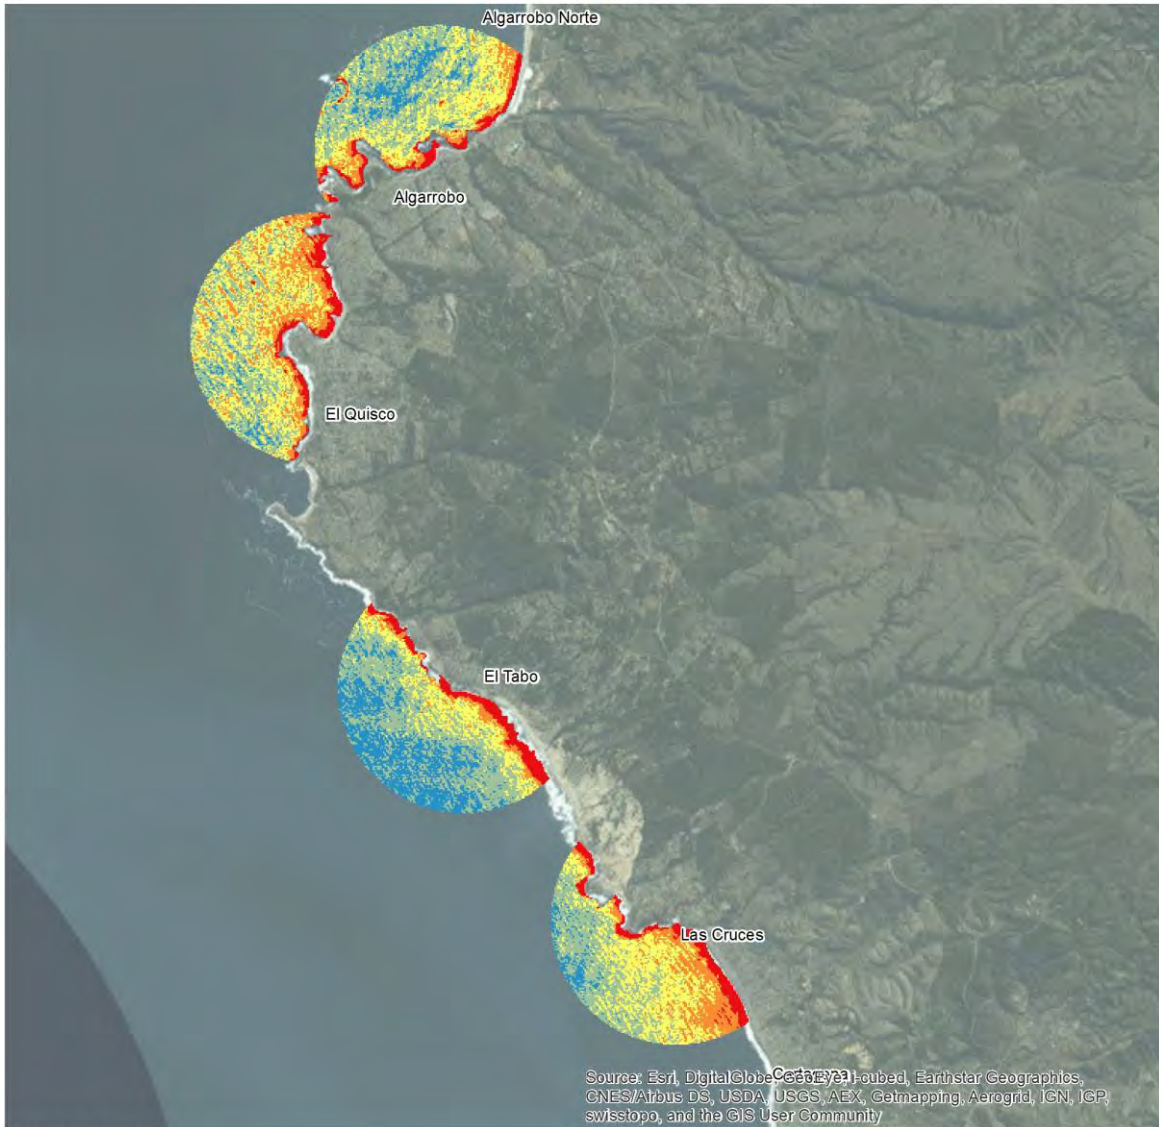 Algarrobo Norte
Algarrobo
El Quisco
El Tabo
Las Cruces
Cartagena
Source: Esri, DigitalGlobe, GeoEye, i-cubed, Earthstar Geographics,
CNES/Airbus DS, USDA, USGS, AEX, Getmapping, Aerogrid, IGN, IGP,
swisstopo, and the GIS User Community